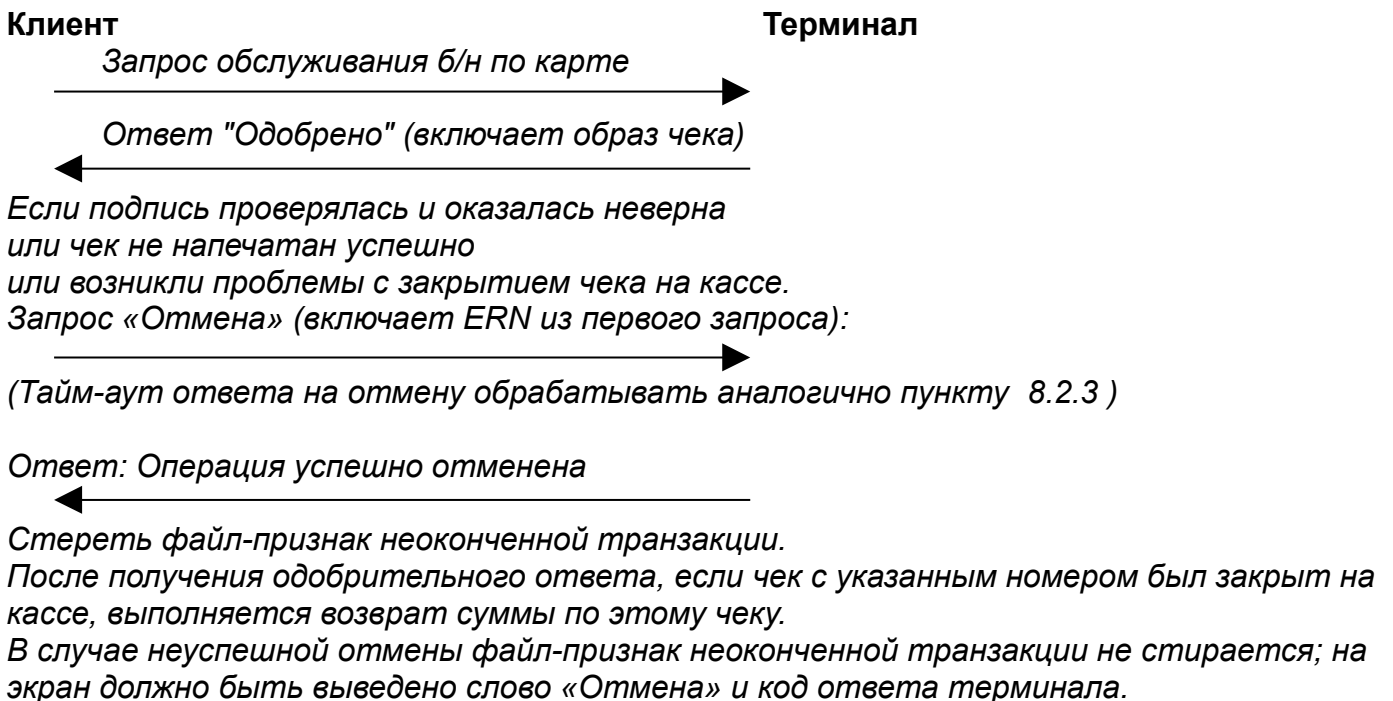 Клиент Терминал
Запрос обслуживания б/н по карте
Ответ "Одобрено" (включает образ чека)
Если подпись проверялась и оказалась неверна
или чек не напечатан успешно
или возникли проблемы с закрытием чека на кассе.
Запрос «Отмена» (включает ERN из первого запроса):
(Тайм-аут ответа на отмену обрабатывать аналогично пункту 8.2.3 )
Ответ: Операция успешно отменена
Стереть файл-признак неоконченной транзакции.
После получения одобрительного ответа, если чек с указанным номером был закрыт на
кассе, выполняется возврат суммы по этому чеку.
В случае неуспешной отмены файл-признак неоконченной транзакции не стирается; на
экран должно быть выведено слово «Отмена» и код ответа терминала.